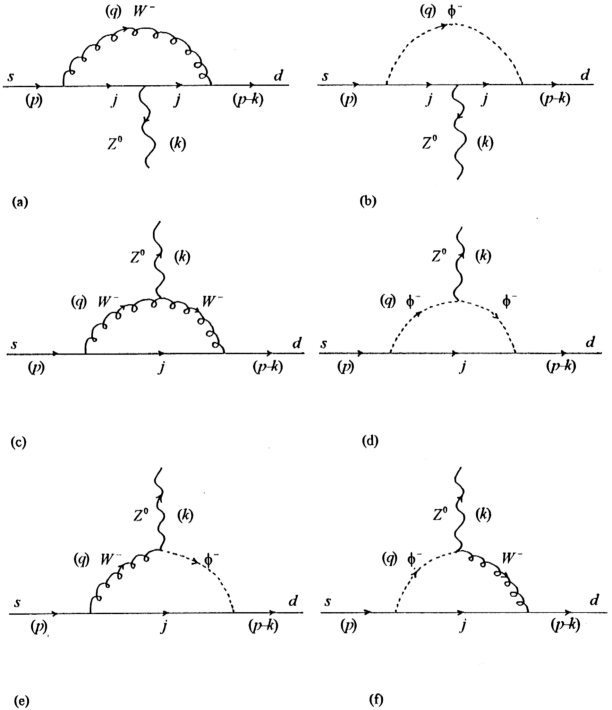 (q) W⁻
s j j d
(p) (p-k)
Z⁰ (k)
(a)
(q) ϕ⁻
s j j d
(p) (p-k)
Z⁰ (k)
(b)
Z⁰ (k)
(q) W⁻ W⁻
s d
(p) j (p-k)
(c)
Z⁰ (k)
(q) ϕ⁻ ϕ⁻
s d
(p) j (p-k)
(d)
Z⁰ (k)
(q) W⁻ ϕ⁻
s d
(p) j (p-k)
(e)
Z⁰ (k)
(q) ϕ⁻ W⁻
s d
(p) j (p-k)
(f)